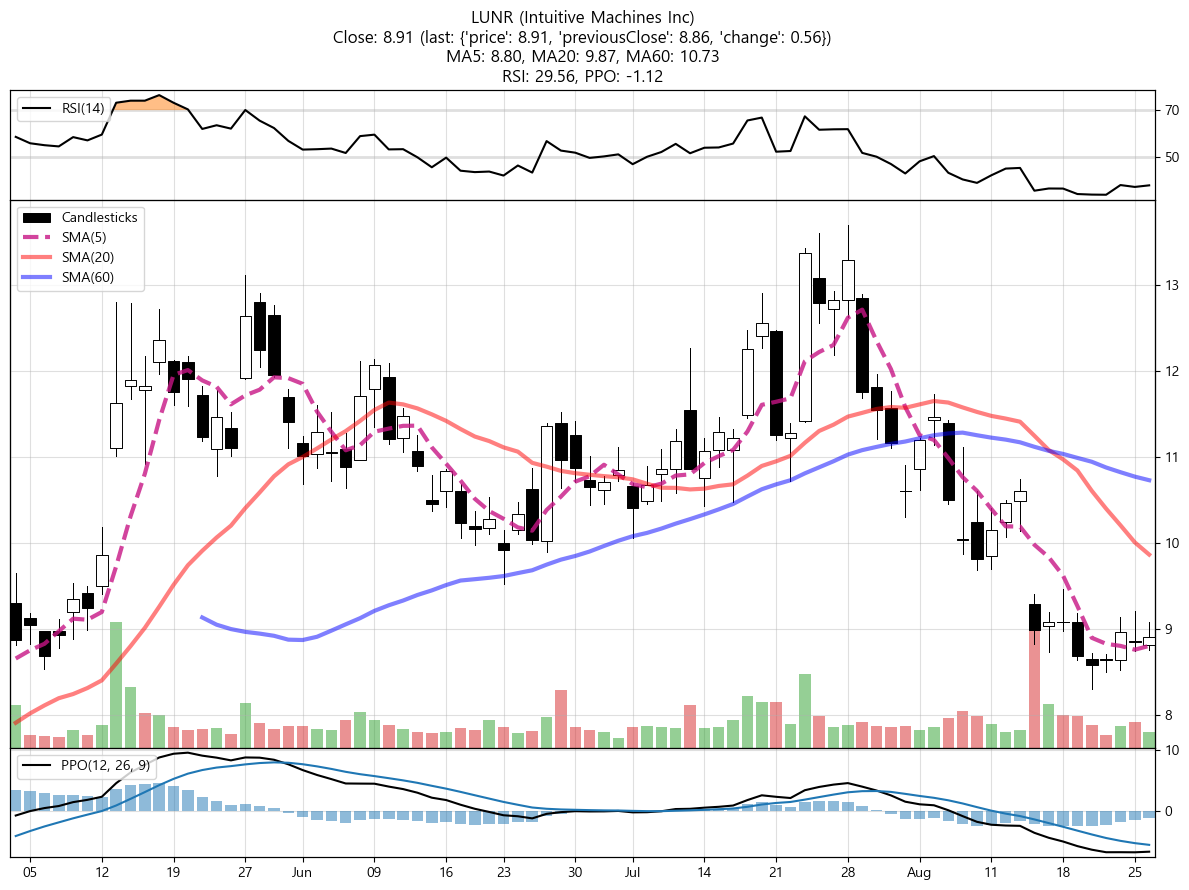 LUNR (Intuitive Machines Inc)
Close: 8.91 (last: {'price': 8.91, 'previousClose': 8.86, 'change': 0.56})
MA5: 8.80, MA20: 9.87, MA60: 10.73
RSI: 29.56, PPO: -1.12
RSI(14)
70
50
Candlesticks
SMA(5)
SMA(20)
SMA(60)
13
12
11
10
9
8
PPO(12, 26, 9)
10
0
05 12 19 27 Jun 09 16 23 30 Jul 14 21 28 Aug 11 18 25